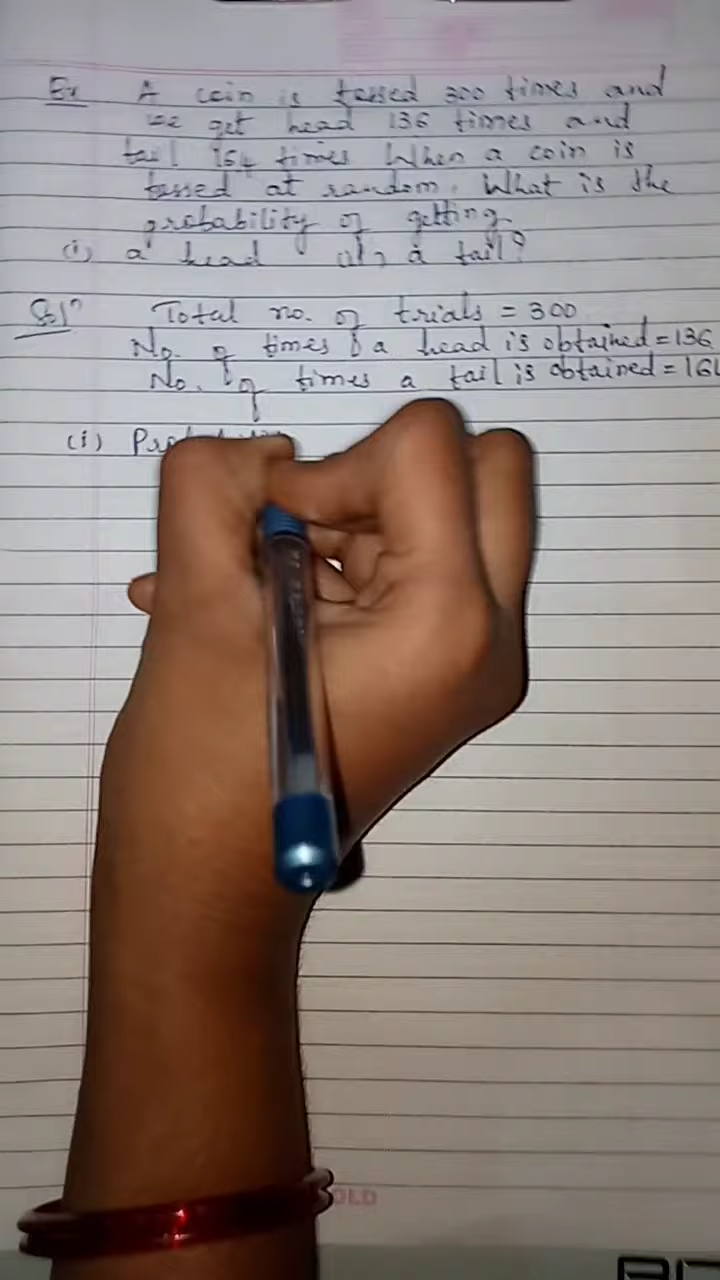 Ex A coin is tossed 300 times and
we get head 136 times and
tail 164 times When a coin is
tossed at random. What is the
probability of getting
(i) a head (ii) a tail?
Solⁿ Total no. of trials = 300
No. of times a head is obtained = 136
No. of times a tail is obtained = 164
(i)
OLD